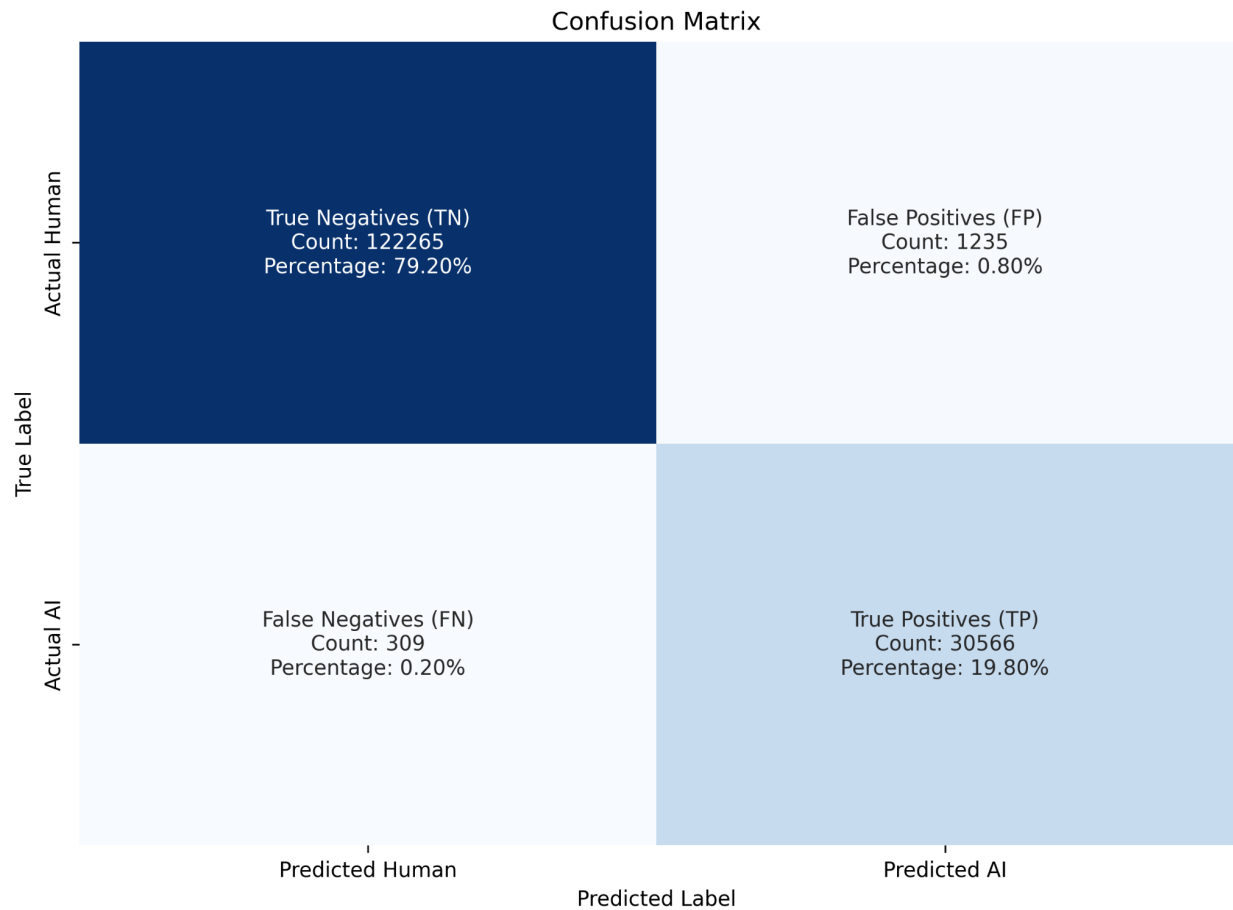 Confusion Matrix
True Label
Actual Human
True Negatives (TN)
Count: 122265
Percentage: 79.20%
False Positives (FP)
Count: 1235
Percentage: 0.80%
Actual AI
False Negatives (FN)
Count: 309
Percentage: 0.20%
True Positives (TP)
Count: 30566
Percentage: 19.80%
Predicted Human
Predicted AI
Predicted Label